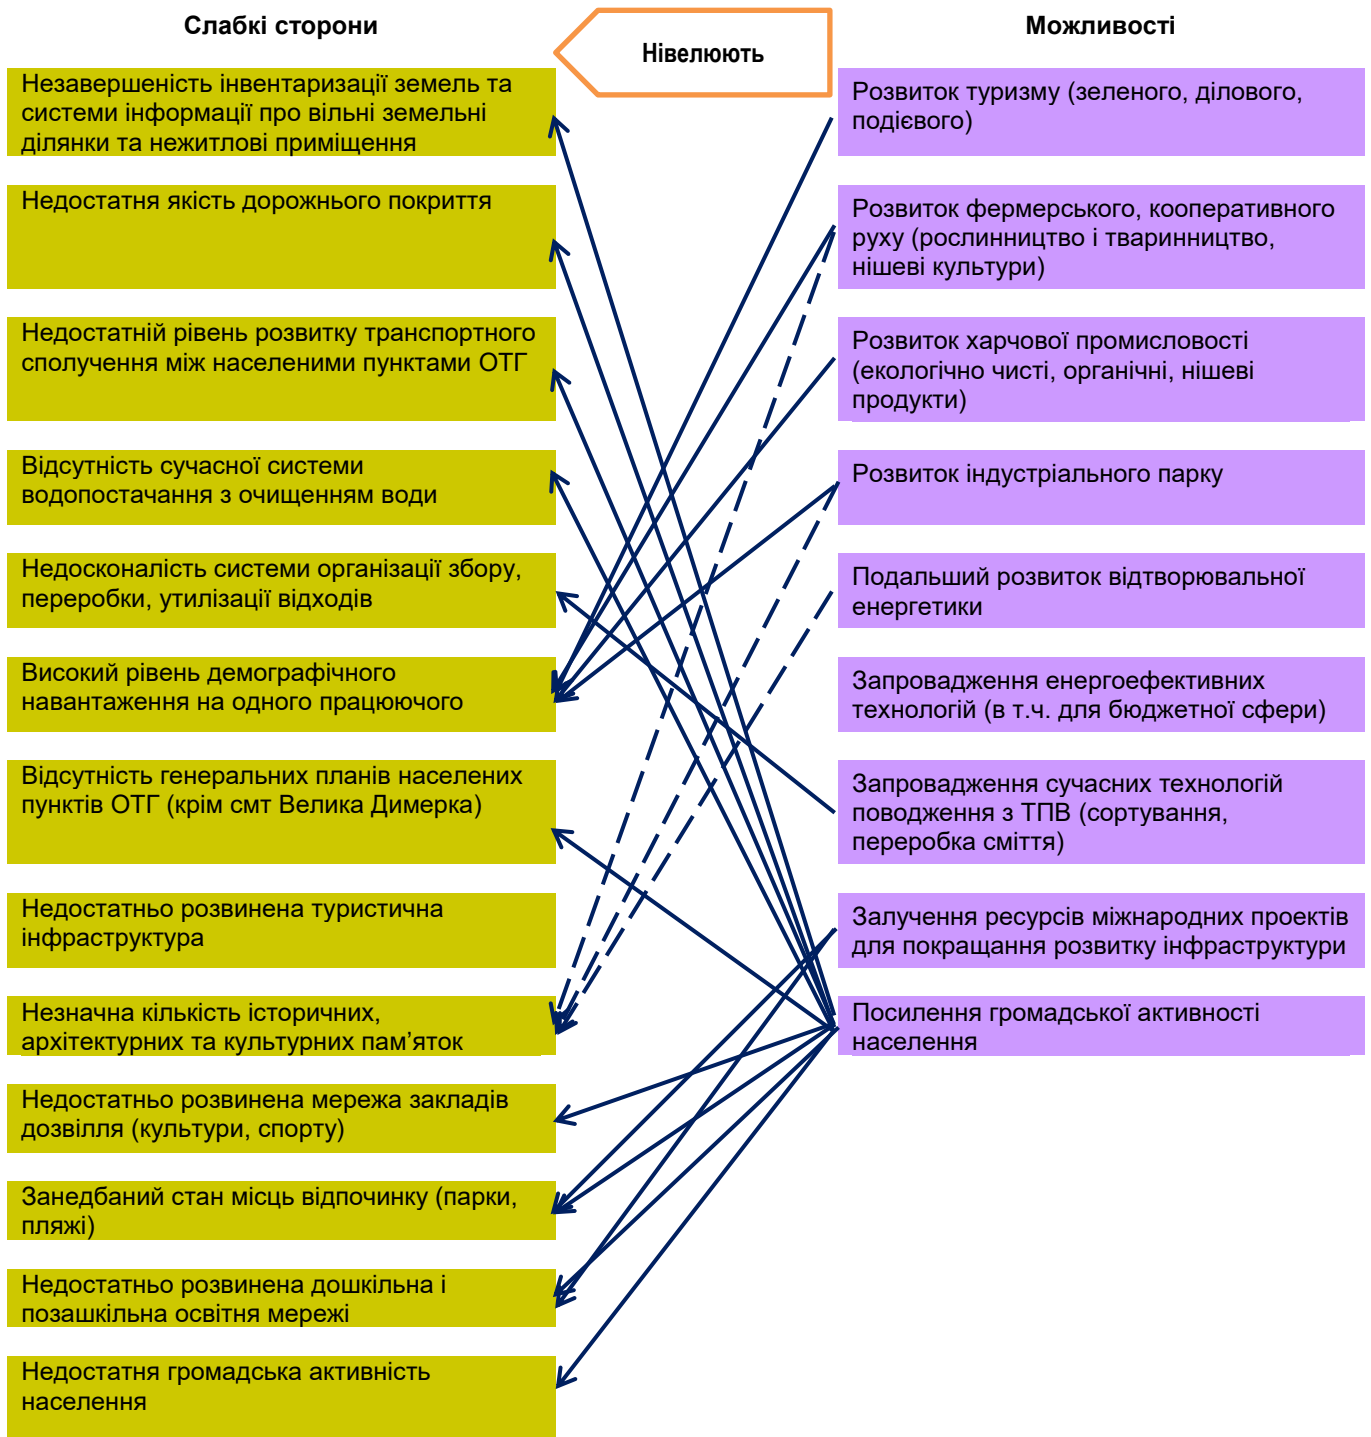 Слабкі сторони
Нівелюють
Можливості
Незавершеність інвентаризації земель та
системи інформації про вільні земельні
ділянки та нежитлові приміщення
Недостатня якість дорожнього покриття
Недостатній рівень розвитку транспортного
сполучення між населеними пунктами ОТГ
Відсутність сучасної системи
водопостачання з очищенням води
Недосконалість системи організації збору,
переробки, утилізації відходів
Високий рівень демографічного
навантаження на одного працюючого
Відсутність генеральних планів населених
пунктів ОТГ (крім смт Велика Димерка)
Недостатньо розвинена туристична
інфраструктура
Незначна кількість історичних,
архітектурних та культурних пам’яток
Недостатньо розвинена мережа закладів
дозвілля (культури, спорту)
Занедбаний стан місць відпочинку (парки,
пляжі)
Недостатньо розвинена дошкільна і
позашкільна освітня мережі
Недостатня громадська активність
населення
Розвиток туризму (зеленого, ділового,
подієвого)
Розвиток фермерського, кооперативного
руху (рослинництво і тваринництво,
нішеві культури)
Розвиток харчової промисловості
(екологічно чисті, органічні, нішеві
продукти)
Розвиток індустріального парку
Подальший розвиток відтворювальної
енергетики
Запровадження енергоефективних
технологій (в т.ч. для бюджетної сфери)
Запровадження сучасних технологій
поводження з ТПВ (сортування,
переробка сміття)
Залучення ресурсів міжнародних проектів
для покращання розвитку інфраструктури
Посилення громадської активності
населення